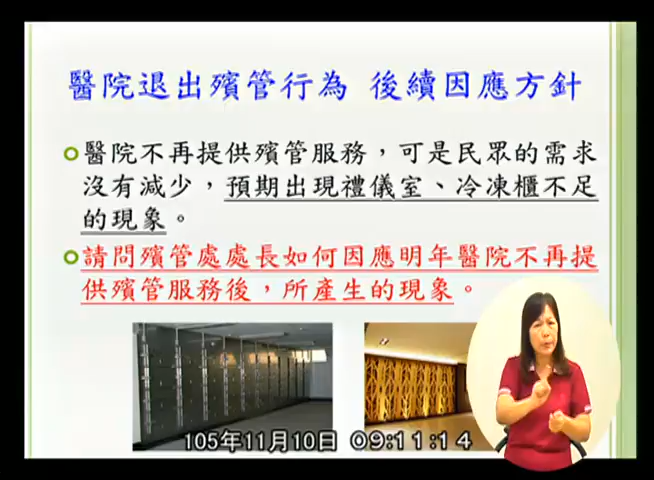 醫院退出殯管行為 後續因應方針
醫院不再提供殯管服務，可是民眾的需求
沒有減少，預期出現禮儀室、冷凍櫃不足
的現象。
請問殯管處處長如何因應明年醫院不再提
供殯管服務後，所產生的現象。
105年11月10日 09:11:14